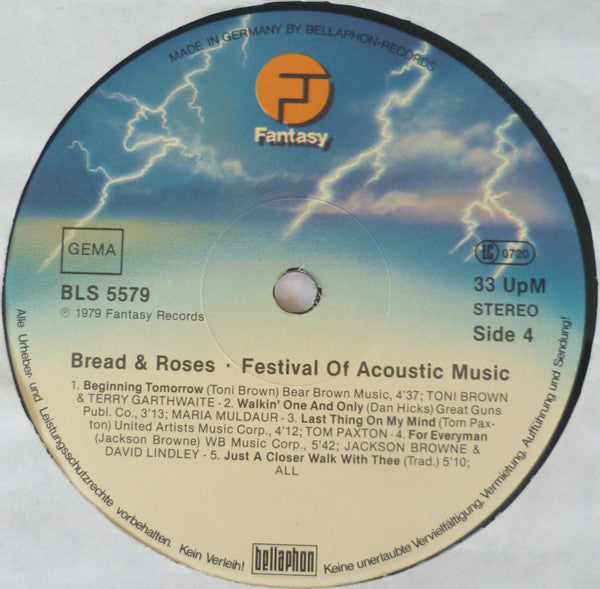 MADE IN GERMANY BY BELLAPHON-RECORDS
F
Fantasy
GEMA
LC 0720
BLS 5579
33 UpM
℗ 1979 Fantasy Records
STEREO
Side 4
Bread & Roses · Festival Of Acoustic Music
1. Beginning Tomorrow (Toni Brown) Bear Brown Music, 4'37; TONI BROWN
& TERRY GARTHWAITE - 2. Walkin' One And Only (Dan Hicks) Great Guns
Publ. Co., 3'13; MARIA MULDAUR - 3. Last Thing On My Mind (Tom Pax-
ton) United Artists Music Corp., 4'12; TOM PAXTON - 4. For Everyman
(Jackson Browne) WB Music Corp., 5'42; JACKSON BROWNE &
DAVID LINDLEY - 5. Just A Closer Walk With Thee (Trad.) 5'10;
ALL
Alle Urheber- und Leistungsschutzrechte vorbehalten. Kein Verleih!
bellaphon
Keine unerlaubte Vervielfältigung, Vermietung, Aufführung und Sendung!